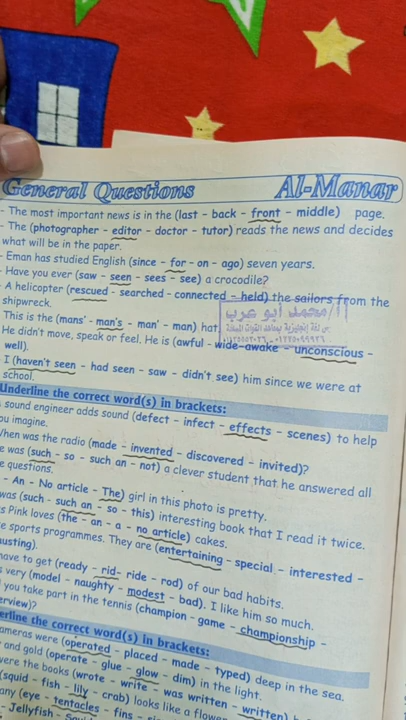 General Questions Al-Manar
- The most important news is in the (last - back - front - middle) page.
- The (photographer - editor - doctor - tutor) reads the news and decides
what will be in the paper.
- Eman has studied English (since - for - on - ago) seven years.
- Have you ever (saw - seen - sees - see) a crocodile?
- A helicopter (rescued - searched - connected - held) the sailors from the
shipwreck.
This is the (mans' - man's - man' - man) hat.
He didn't move, speak or feel. He is (awful - wide-awake - unconscious -
well).
I (haven't seen - had seen - saw - didn't see) him since we were at
school.
أ/محمد أبو عرب
Underline the correct word(s) in brackets:
sound engineer adds sound (defect - infect - effects - scenes) to help
ou imagine.
When was the radio (made - invented - discovered - invited)?
e was (such - so - such an - not) a clever student that he answered all
e questions.
- An - No article - The) girl in this photo is pretty.
was (such - such an - so - this) interesting book that I read it twice.
s Pink loves (the - an - a - no article) cakes.
e sports programmes. They are (entertaining - special - interested -
austing).
have to get (ready - rid - ride - rod) of our bad habits.
s very (model - naughty - modest - bad). I like him so much.
you take part in the tennis (champion - game - championship -
erview)?
erline the correct word(s) in brackets:
ameras were (operated - placed - made - typed) deep in the sea.
and gold (operate - glue - glow - dim) in the light.
were the books (wrote - write - was written - written)
(squid - fish - lily - crab) looks like a flower
any (eye - tentacles - fins -
- Jellyfish -